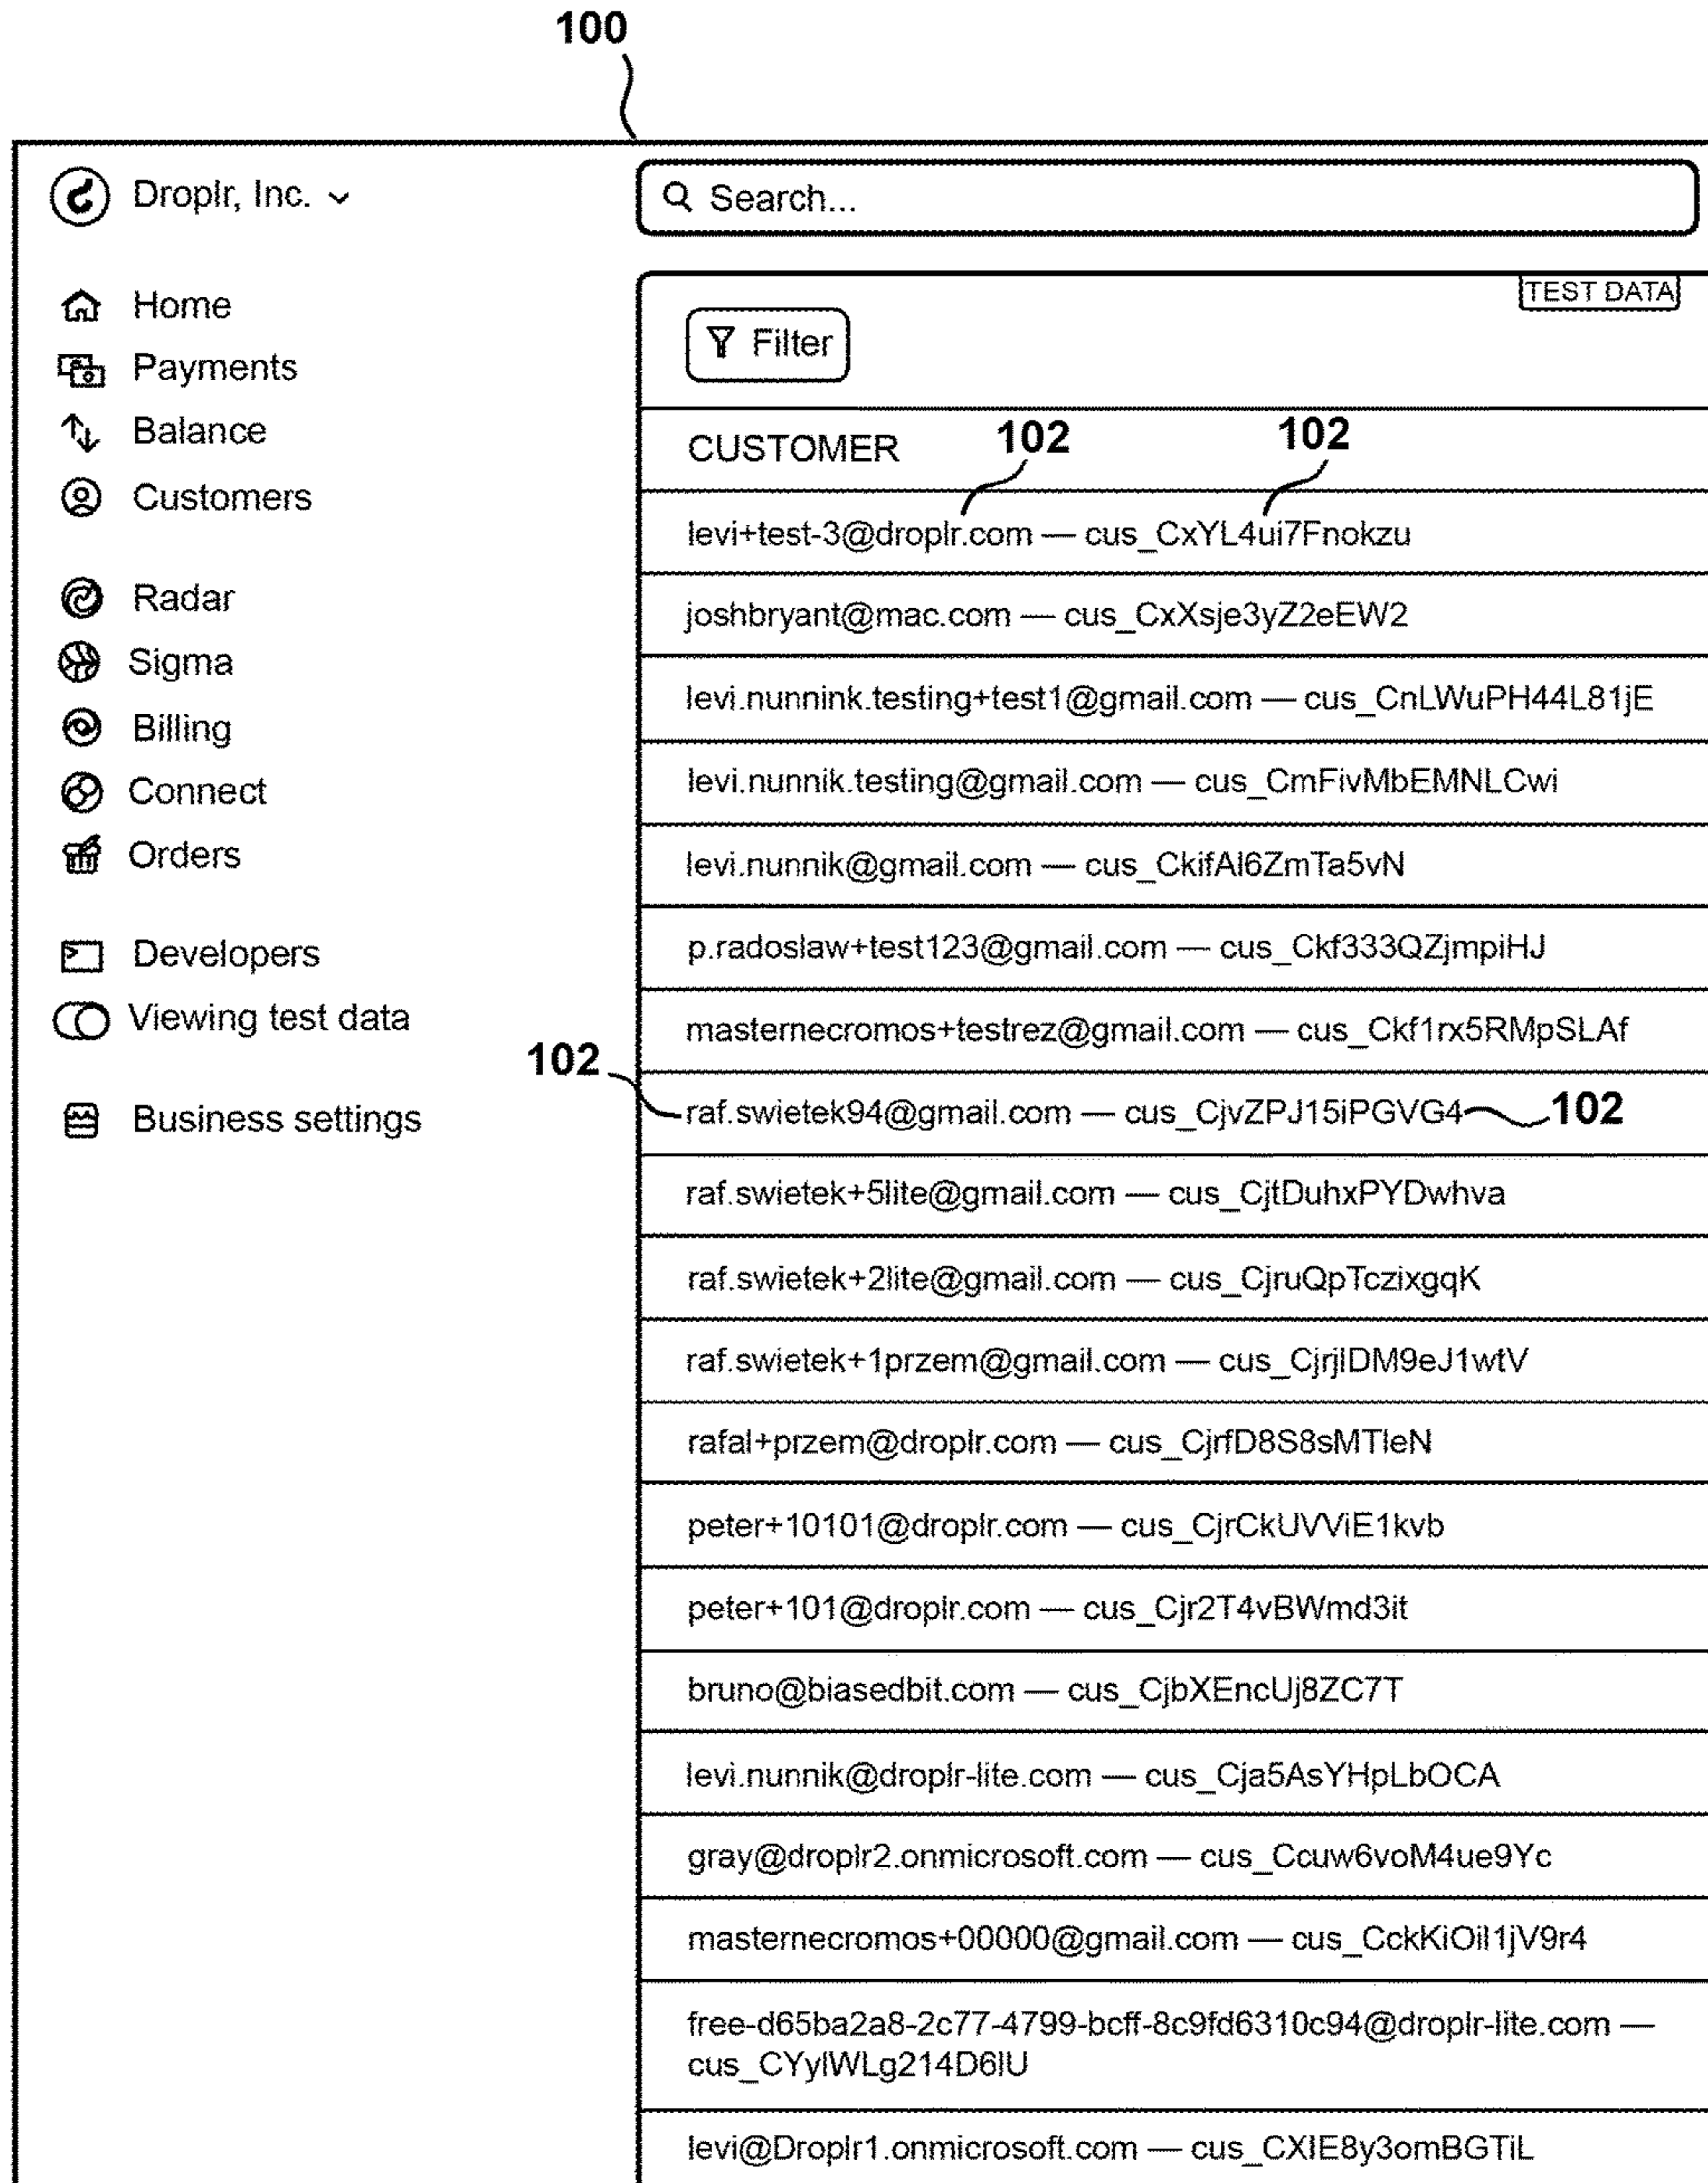 100
Droplr, Inc.
Search...
Home
Payments
Balance
Customers
Radar
Sigma
Billing
Connect
Orders
Developers
Viewing test data
Business settings
TEST DATA
Filter
CUSTOMER
102 102
levi+test-3@droplr.com — cus_CxYL4ui7Fnokzu
joshbryant@mac.com — cus_CxXsje3yZ2eEW2
levi.nunnink.testing+test1@gmail.com — cus_CnLWuPH44L81jE
levi.nunnik.testing@gmail.com — cus_CmFivMbEMNLCwi
levi.nunnik@gmail.com — cus_CkifAl6ZmTa5vN
p.radoslaw+test123@gmail.com — cus_Ckf333QZjmpiHJ
masternecromos+testrez@gmail.com — cus_Ckf1rx5RMpSLAf
102 raf.swietek94@gmail.com — cus_CjvZPJ15iPGVG4 102
raf.swietek+5lite@gmail.com — cus_CjtDuhxPYDwhva
raf.swietek+2lite@gmail.com — cus_CjruQpTczixgqK
raf.swietek+1przem@gmail.com — cus_CjrjlDM9eJ1wtV
rafal+przem@droplr.com — cus_CjrfD8S8sMTleN
peter+10101@droplr.com — cus_CjrCkUVViE1kvb
peter+101@droplr.com — cus_Cjr2T4vBWmd3it
bruno@biasedbit.com — cus_CjbXEncUj8ZC7T
levi.nunnik@droplr-lite.com — cus_Cja5AsYHpLbOCA
gray@droplr2.onmicrosoft.com — cus_Ccuw6voM4ue9Yc
masternecromos+00000@gmail.com — cus_CckKiOil1jV9r4
free-d65ba2a8-2c77-4799-bcff-8c9fd6310c94@droplr-lite.com —
cus_CYylWLg214D6lU
levi@Droplr1.onmicrosoft.com — cus_CXlE8y3omBGTiL